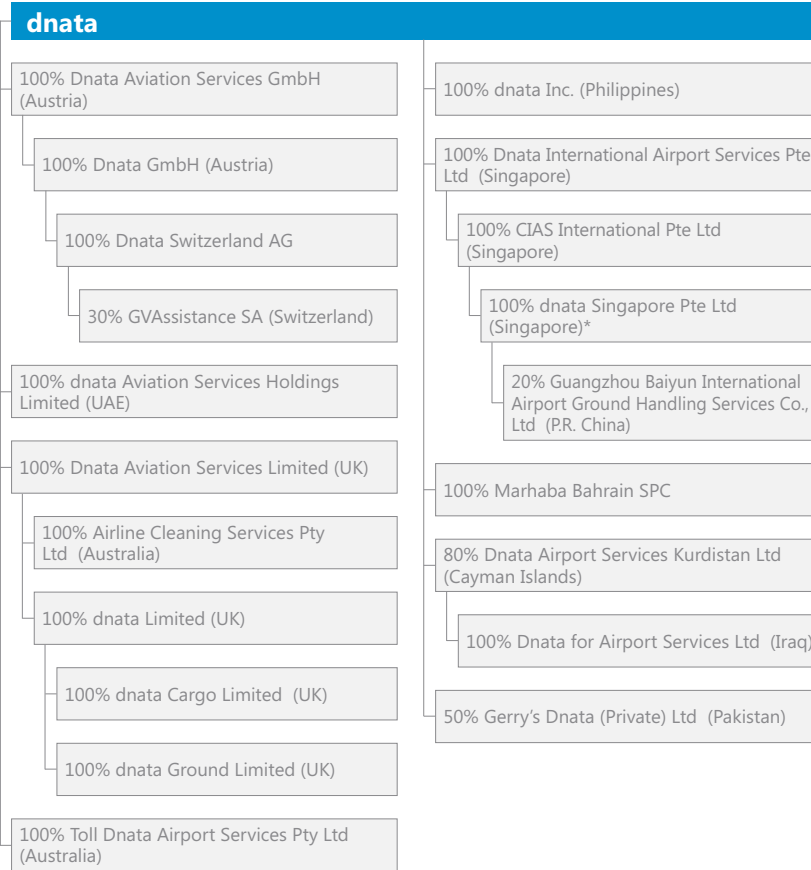 dnata
100% Dnata Aviation Services GmbH
(Austria)
100% Dnata GmbH (Austria)
100% Dnata Switzerland AG
30% GVAssistance SA (Switzerland)
100% dnata Aviation Services Holdings
Limited (UAE)
100% Dnata Aviation Services Limited (UK)
100% Airline Cleaning Services Pty
Ltd (Australia)
100% dnata Limited (UK)
100% dnata Cargo Limited (UK)
100% dnata Ground Limited (UK)
100% Toll Dnata Airport Services Pty Ltd
(Australia)
100% dnata Inc. (Philippines)
100% Dnata International Airport Services Pte
Ltd (Singapore)
100% CIAS International Pte Ltd
(Singapore)
100% dnata Singapore Pte Ltd
(Singapore)*
20% Guangzhou Baiyun International
Airport Ground Handling Services Co.,
Ltd (P.R. China)
100% Marhaba Bahrain SPC
80% Dnata Airport Services Kurdistan Ltd
(Cayman Islands)
100% Dnata for Airport Services Ltd (Iraq)
50% Gerry's Dnata (Private) Ltd (Pakistan)